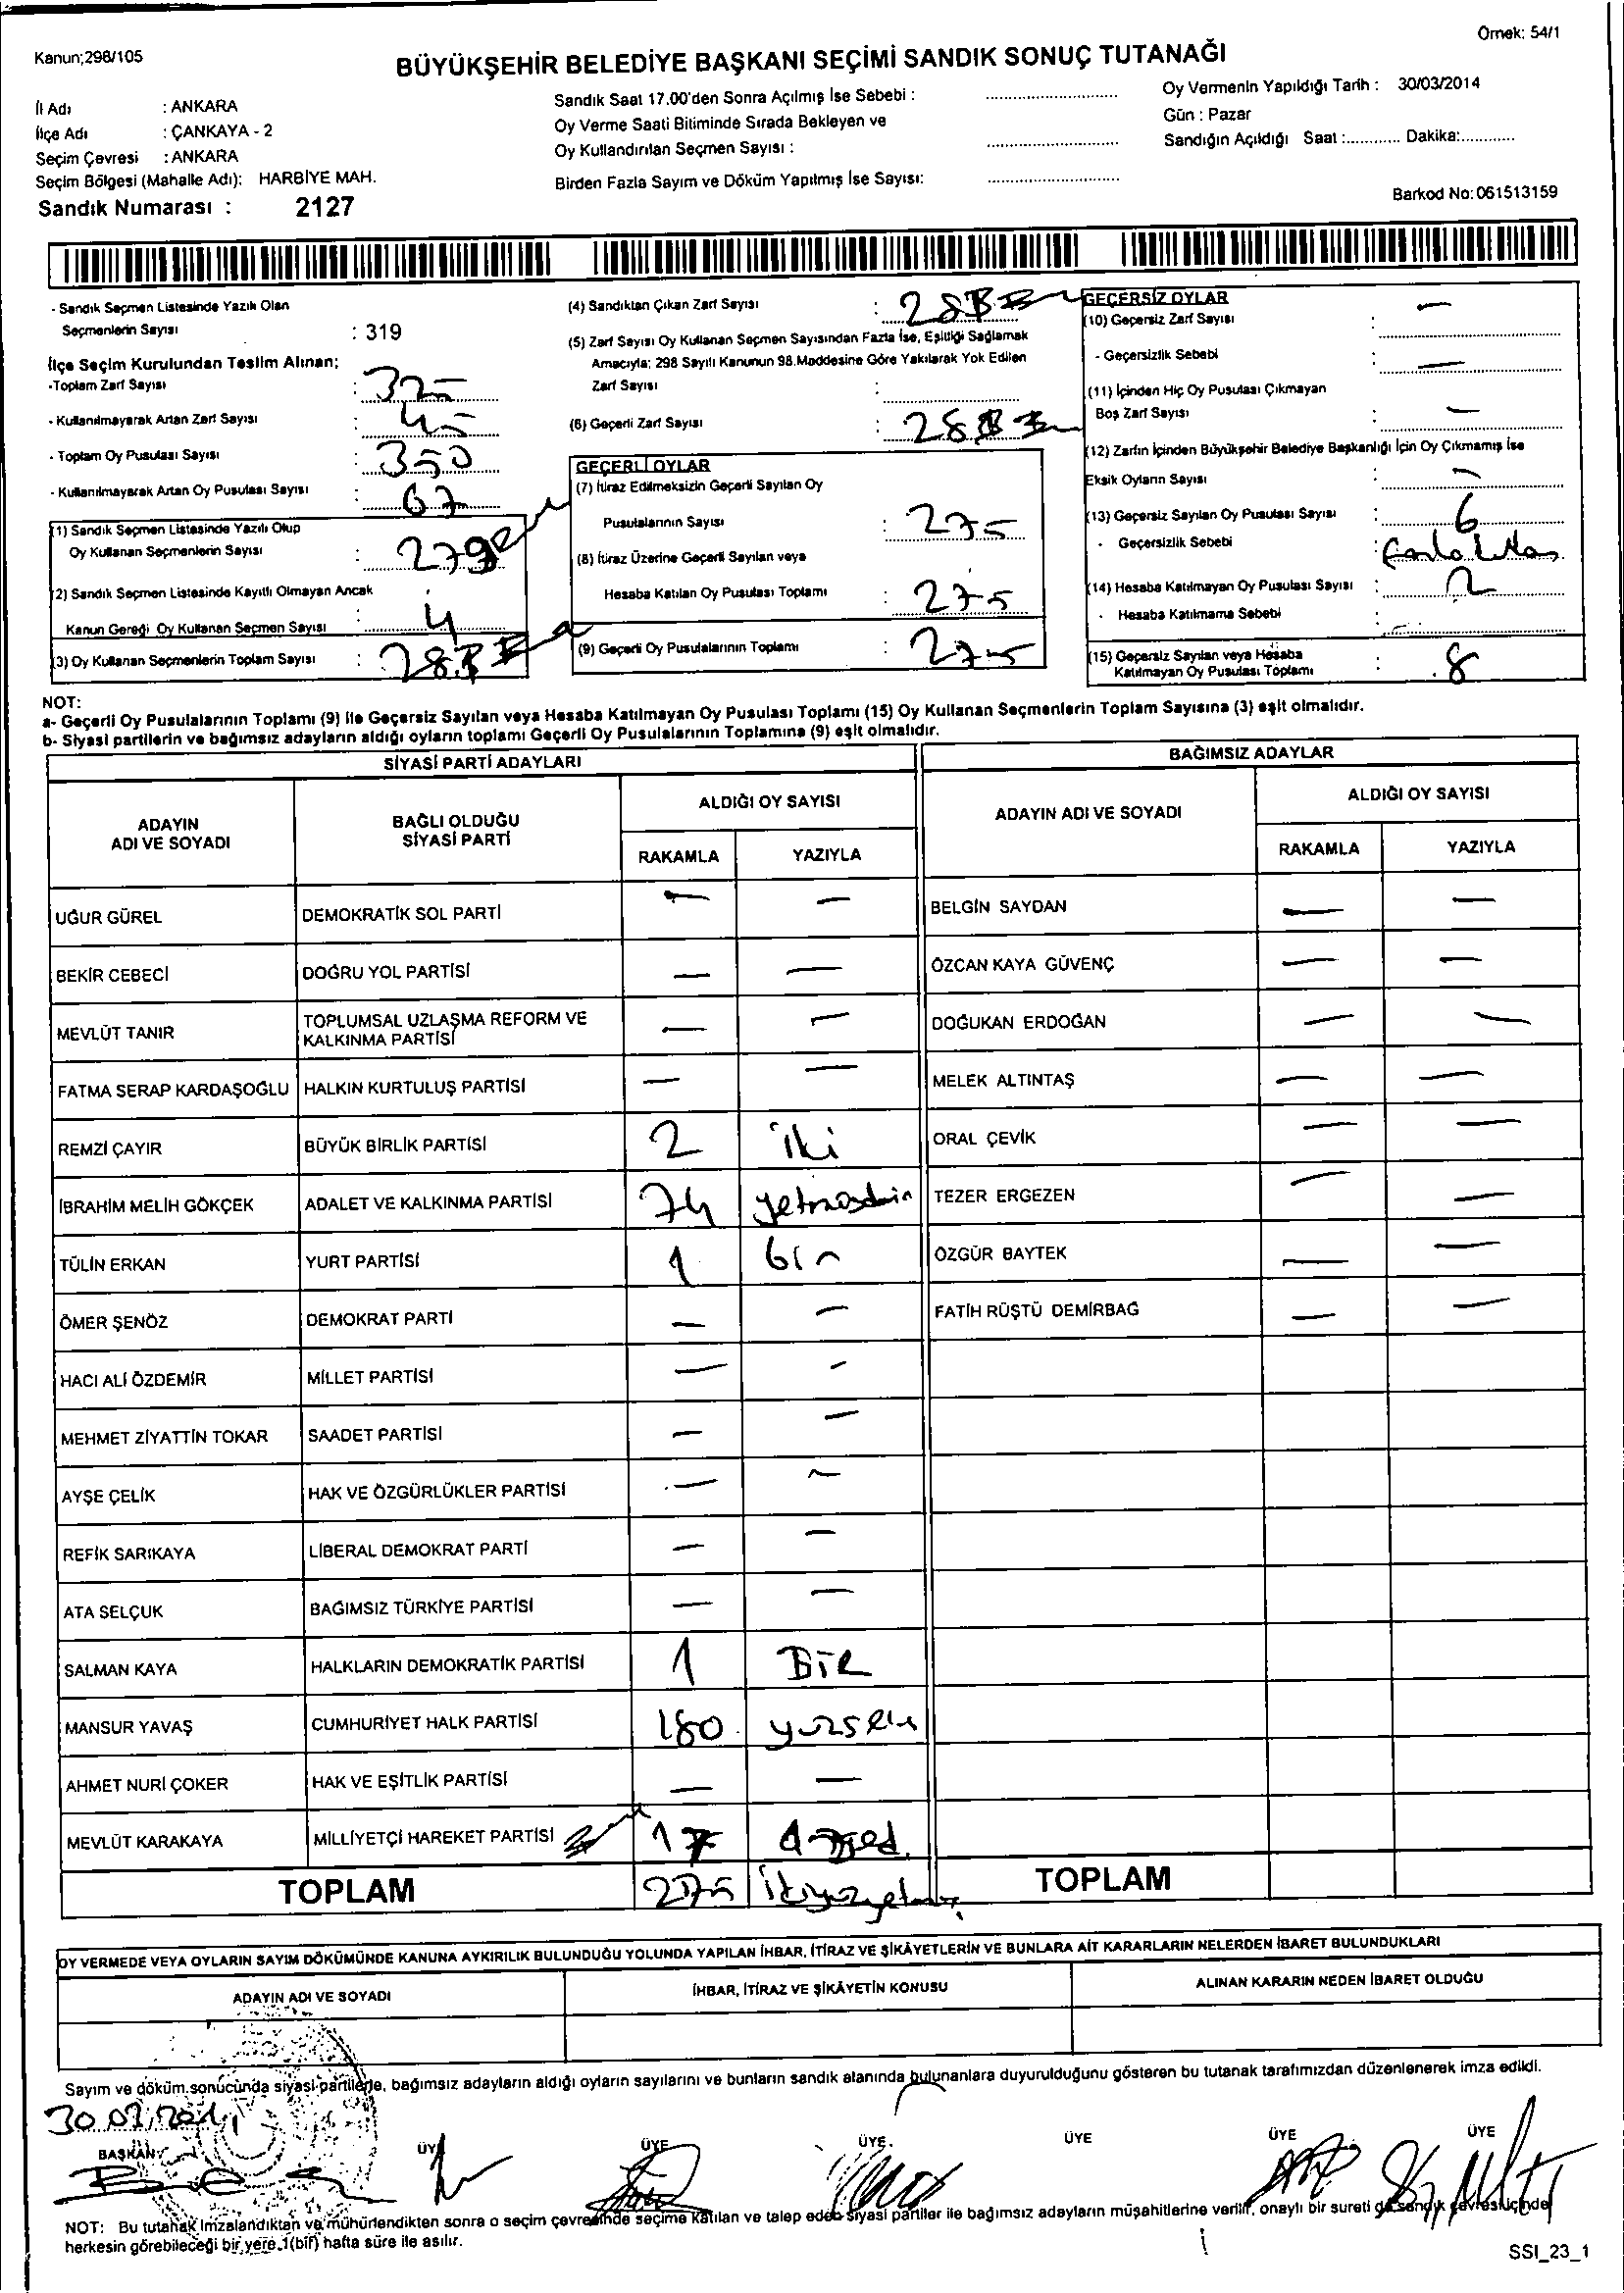 Örnek: 54/1
Kanun;298/105
BÜYÜKŞEHİR BELEDİYE BAŞKANI SEÇİMİ SANDIK SONUÇ TUTANAĞI
İl Adı : ANKARA
İlçe Adı : ÇANKAYA - 2
Seçim Çevresi : ANKARA
Seçim Bölgesi (Mahalle Adı): HARBİYE MAH.
Sandık Numarası : 2127
Sandık Saat 17.00'den Sonra Açılmış İse Sebebi :
Oy Verme Saati Bitiminde Sırada Bekleyen ve
Oy Kullandırılan Seçmen Sayısı :
Birden Fazla Sayım ve Döküm Yapılmış İse Sayısı:
Oy Vermenin Yapıldığı Tarih : 30/03/2014
Gün : Pazar
Sandığın Açıldığı Saat :............ Dakika:............
Barkod No: 061513159
- Sandık Seçmen Listesinde Yazılı Olan
Seçmenlerin Sayısı : 319
İlçe Seçim Kurulundan Teslim Alınan;
-Toplam Zarf Sayısı : 325
- Kullanılmayarak Artan Zarf Sayısı : 45
- Toplam Oy Pusulası Sayısı : 350
- Kullanılmayarak Artan Oy Pusulası Sayısı : 67
(1) Sandık Seçmen Listesinde Yazılı Olup
Oy Kullanan Seçmenlerin Sayısı : 279
(2) Sandık Seçmen Listesinde Kayıtlı Olmayan Ancak
Kanun Gereği Oy Kullanan Seçmen Sayısı : 4
(3) Oy Kullanan Seçmenlerin Toplam Sayısı : 283
(4) Sandıktan Çıkan Zarf Sayısı : 283
(5) Zarf Sayısı Oy Kullanan Seçmen Sayısından Fazla İse, Eşitliği Sağlamak
Amacıyla; 298 Sayılı Kanunun 98.Maddesine Göre Yakılarak Yok Edilen
Zarf Sayısı :
(6) Geçerli Zarf Sayısı : 283
GEÇERLİ OYLAR
(7) İtiraz Edilmeksizin Geçerli Sayılan Oy
Pusulalarının Sayısı : 275
(8) İtiraz Üzerine Geçerli Sayılan veya
Hesaba Katılan Oy Pusulası Toplamı : 275
(9) Geçerli Oy Pusulalarının Toplamı : 275
GEÇERSİZ OYLAR
(10) Geçersiz Zarf Sayısı : —
- Geçersizlik Sebebi : —
(11) İçinden Hiç Oy Pusulası Çıkmayan
Boş Zarf Sayısı : —
(12) Zarfın İçinden Büyükşehir Belediye Başkanlığı İçin Oy Çıkmamış İse
Eksik Oyların Sayısı : —
(13) Geçersiz Sayılan Oy Pusulası Sayısı : 6
- Geçersizlik Sebebi :
(14) Hesaba Katılmayan Oy Pusulası Sayısı : 2
- Hesaba Katılmama Sebebi :
(15) Geçersiz Sayılan veya Hesaba
Katılmayan Oy Pusulası Toplamı : 8
NOT:
a- Geçerli Oy Pusulalarının Toplamı (9) ile Geçersiz Sayılan veya Hesaba Katılmayan Oy Pusulası Toplamı (15) Oy Kullanan Seçmenlerin Toplam Sayısına (3) eşit olmalıdır.
b- Siyasi partilerin ve bağımsız adayların aldığı oyların toplamı Geçerli Oy Pusulalarının Toplamına (9) eşit olmalıdır.
SİYASİ PARTİ ADAYLARI
ADAYIN ADI VE SOYADI
BAĞLI OLDUĞU SİYASİ PARTİ
ALDIĞI OY SAYISI
RAKAMLA YAZIYLA
UĞUR GÜREL DEMOKRATİK SOL PARTİ — —
BEKİR CEBECİ DOĞRU YOL PARTİSİ — —
MEVLÜT TANIR TOPLUMSAL UZLAŞMA REFORM VE KALKINMA PARTİSİ — —
FATMA SERAP KARDAŞOĞLU HALKIN KURTULUŞ PARTİSİ — —
REMZİ ÇAYIR BÜYÜK BİRLİK PARTİSİ 2 iki
İBRAHİM MELİH GÖKÇEK ADALET VE KALKINMA PARTİSİ 74
TÜLİN ERKAN YURT PARTİSİ 1 bir
ÖMER ŞENÖZ DEMOKRAT PARTİ — —
HACI ALİ ÖZDEMİR MİLLET PARTİSİ — —
MEHMET ZİYATTİN TOKAR SAADET PARTİSİ — —
AYŞE ÇELİK HAK VE ÖZGÜRLÜKLER PARTİSİ — —
REFİK SARIKAYA LİBERAL DEMOKRAT PARTİ — —
ATA SELÇUK BAĞIMSIZ TÜRKİYE PARTİSİ — —
SALMAN KAYA HALKLARIN DEMOKRATİK PARTİSİ 1 BİR
MANSUR YAVAŞ CUMHURİYET HALK PARTİSİ 180
AHMET NURİ ÇOKER HAK VE EŞİTLİK PARTİSİ — —
MEVLÜT KARAKAYA MİLLİYETÇİ HAREKET PARTİSİ 17
TOPLAM 275
BAĞIMSIZ ADAYLAR
ADAYIN ADI VE SOYADI
ALDIĞI OY SAYISI
RAKAMLA YAZIYLA
BELGİN SAYDAN — —
ÖZCAN KAYA GÜVENÇ — —
DOĞUKAN ERDOĞAN — —
MELEK ALTINTAŞ — —
ORAL ÇEVİK — —
TEZER ERGEZEN — —
ÖZGÜR BAYTEK — —
FATİH RÜŞTÜ DEMİRBAĞ — —
TOPLAM
OY VERMEDE VEYA OYLARIN SAYIM DÖKÜMÜNDE KANUNA AYKIRILIK BULUNDUĞU YOLUNDA YAPILAN İHBAR, İTİRAZ VE ŞİKÂYETLERİN VE BUNLARA AİT KARARLARIN NELERDEN İBARET BULUNDUKLARI
ADAYIN ADI VE SOYADI İHBAR, İTİRAZ VE ŞİKÂYETİN KONUSU ALINAN KARARIN NEDEN İBARET OLDUĞU
Sayım ve döküm sonucunda siyasi partilerle, bağımsız adayların aldığı oyların sayılarını ve bunların sandık alanında bulunanlara duyurulduğunu gösteren bu tutanak tarafımızdan düzenlenerek imza edildi.
30.03.2014
BAŞKAN ÜYE ÜYE ÜYE ÜYE ÜYE ÜYE
NOT: Bu tutanak İmzalandıktan ve mühürlendikten sonra o seçim çevresinde seçime katılan ve talep eden siyasi partiler ile bağımsız adayların müşahitlerine verilir, onaylı bir sureti de sandık çevresi içinde
herkesin görebileceği bir yere 1(bir) hafta süre ile asılır.
SSI_23_1